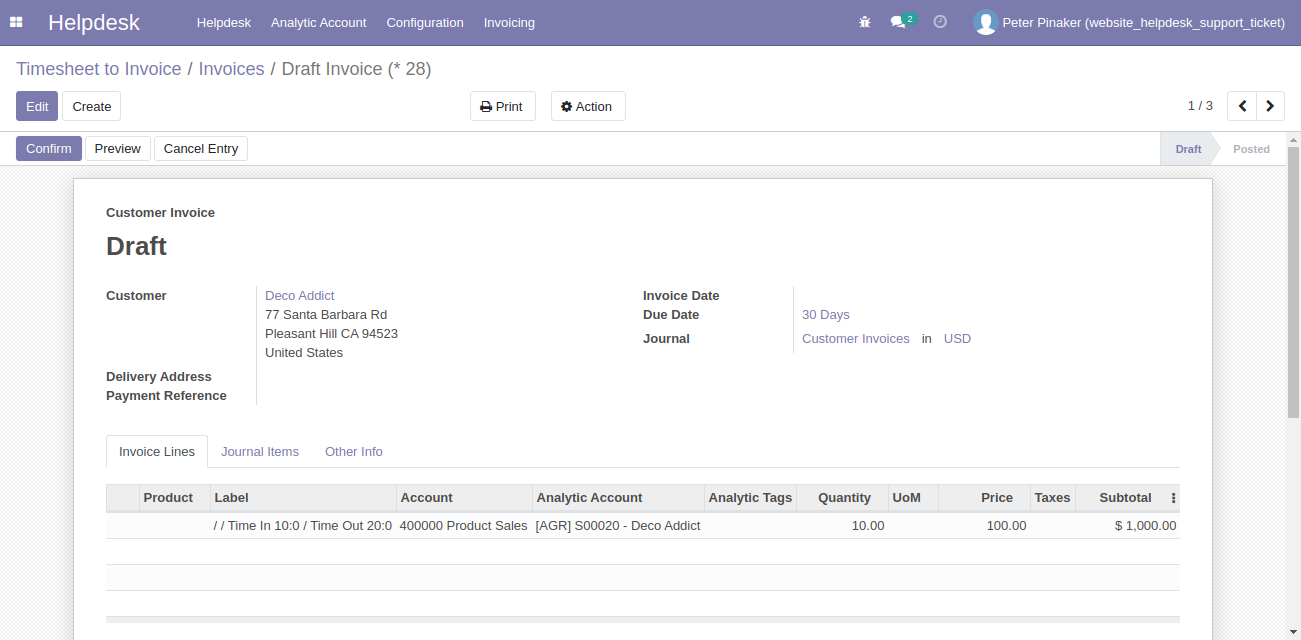 Helpdesk Helpdesk Analytic Account Configuration Invoicing 2 Peter Pinaker (website_helpdesk_support_ticket)
Timesheet to Invoice / Invoices / Draft Invoice (* 28)
Edit Create Print Action 1 / 3
Confirm Preview Cancel Entry Draft Posted
Customer Invoice
Draft
Customer Deco Addict Invoice Date
77 Santa Barbara Rd Due Date 30 Days
Pleasant Hill CA 94523 Journal Customer Invoices in USD
United States
Delivery Address
Payment Reference
Invoice Lines Journal Items Other Info
Product Label Account Analytic Account Analytic Tags Quantity UoM Price Taxes Subtotal
/ / Time In 10:0 / Time Out 20:0 400000 Product Sales [AGR] S00020 - Deco Addict 10.00 100.00 $ 1,000.00